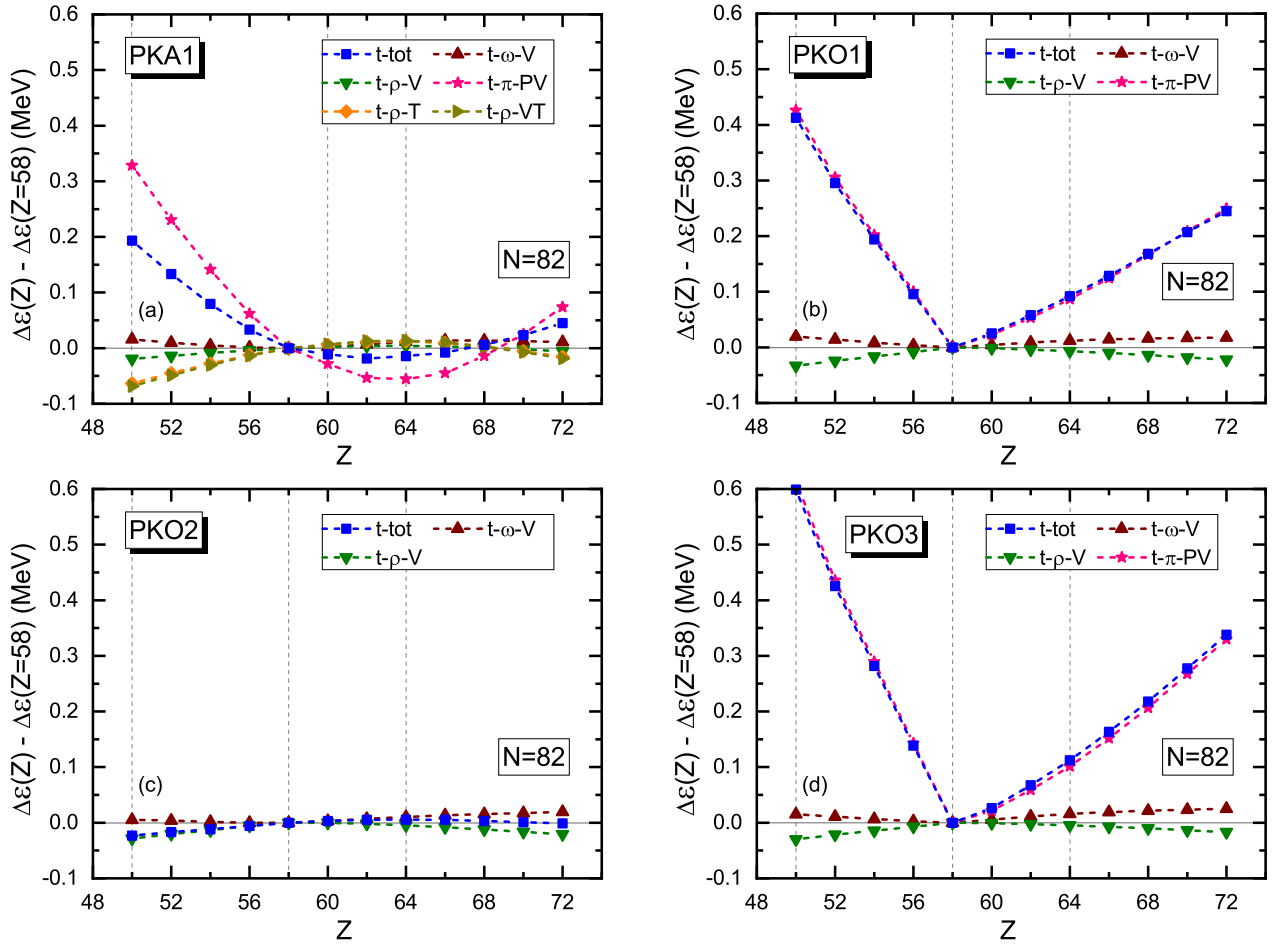 PKA1
t-tot
t-ω-V
t-ρ-V
t-π-PV
t-ρ-T
t-ρ-VT
N=82
(a)
Δε(Z) - Δε(Z=58) (MeV)
0.6
0.5
0.4
0.3
0.2
0.1
0.0
-0.1
48 52 56 60 64 68 72
Z
PKO1
t-tot
t-ω-V
t-ρ-V
t-π-PV
N=82
(b)
Δε(Z) - Δε(Z=58) (MeV)
0.6
0.5
0.4
0.3
0.2
0.1
0.0
-0.1
48 52 56 60 64 68 72
Z
PKO2
t-tot
t-ω-V
t-ρ-V
N=82
(c)
Δε(Z) - Δε(Z=58) (MeV)
0.6
0.5
0.4
0.3
0.2
0.1
0.0
-0.1
48 52 56 60 64 68 72
Z
PKO3
t-tot
t-ω-V
t-ρ-V
t-π-PV
N=82
(d)
Δε(Z) - Δε(Z=58) (MeV)
0.6
0.5
0.4
0.3
0.2
0.1
0.0
-0.1
48 52 56 60 64 68 72
Z